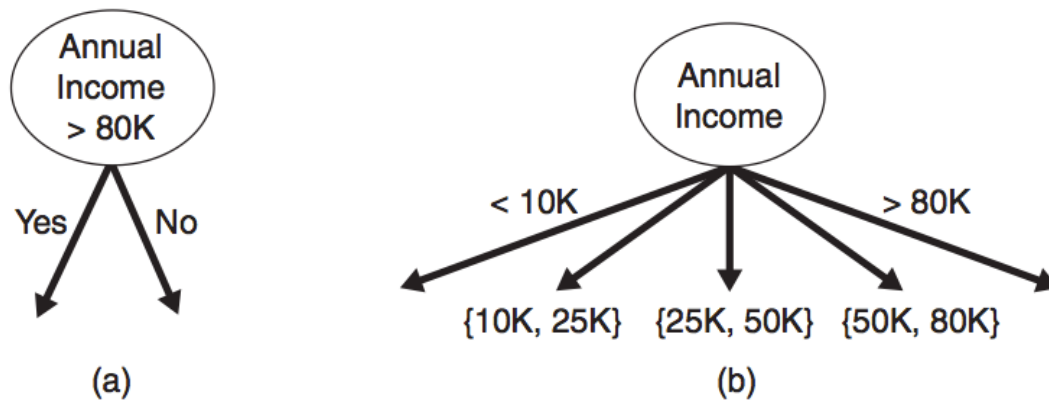 Annual
Income
> 80K
Yes
No
(a)
Annual
Income
< 10K
> 80K
{10K, 25K}
{25K, 50K}
{50K, 80K}
(b)